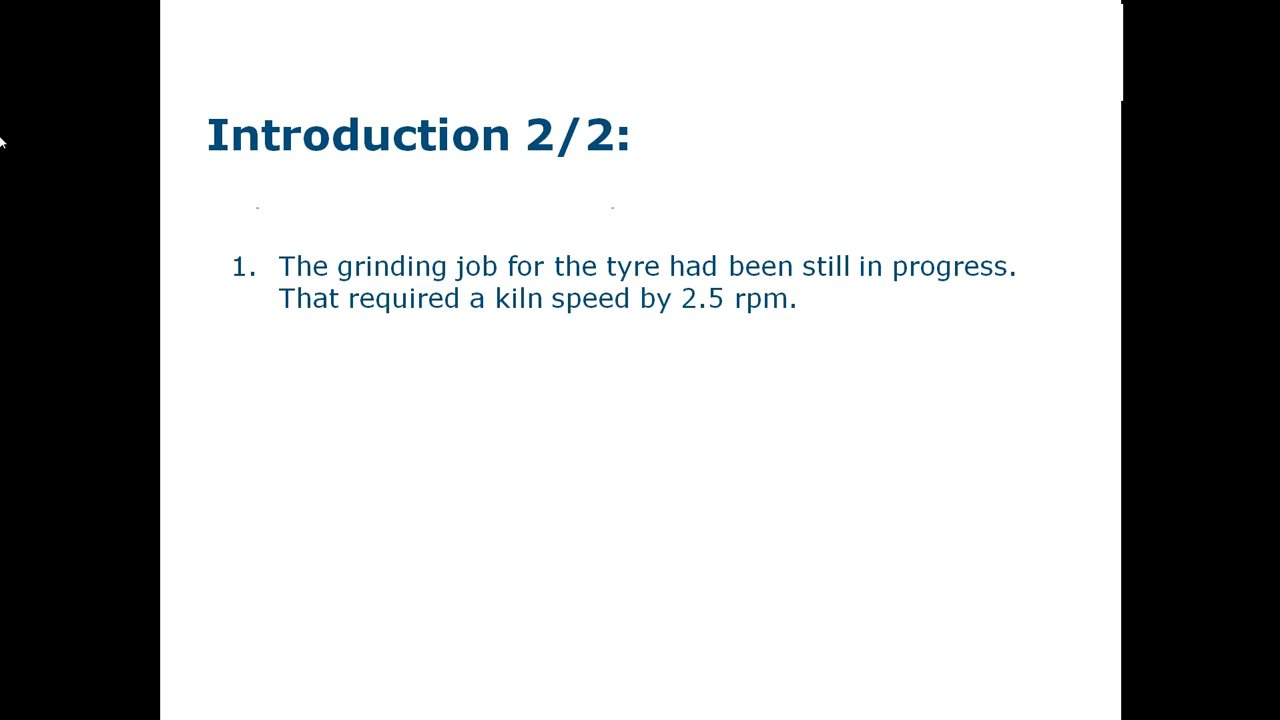 Introduction 2/2:
1. The grinding job for the tyre had been still in progress.
That required a kiln speed by 2.5 rpm.